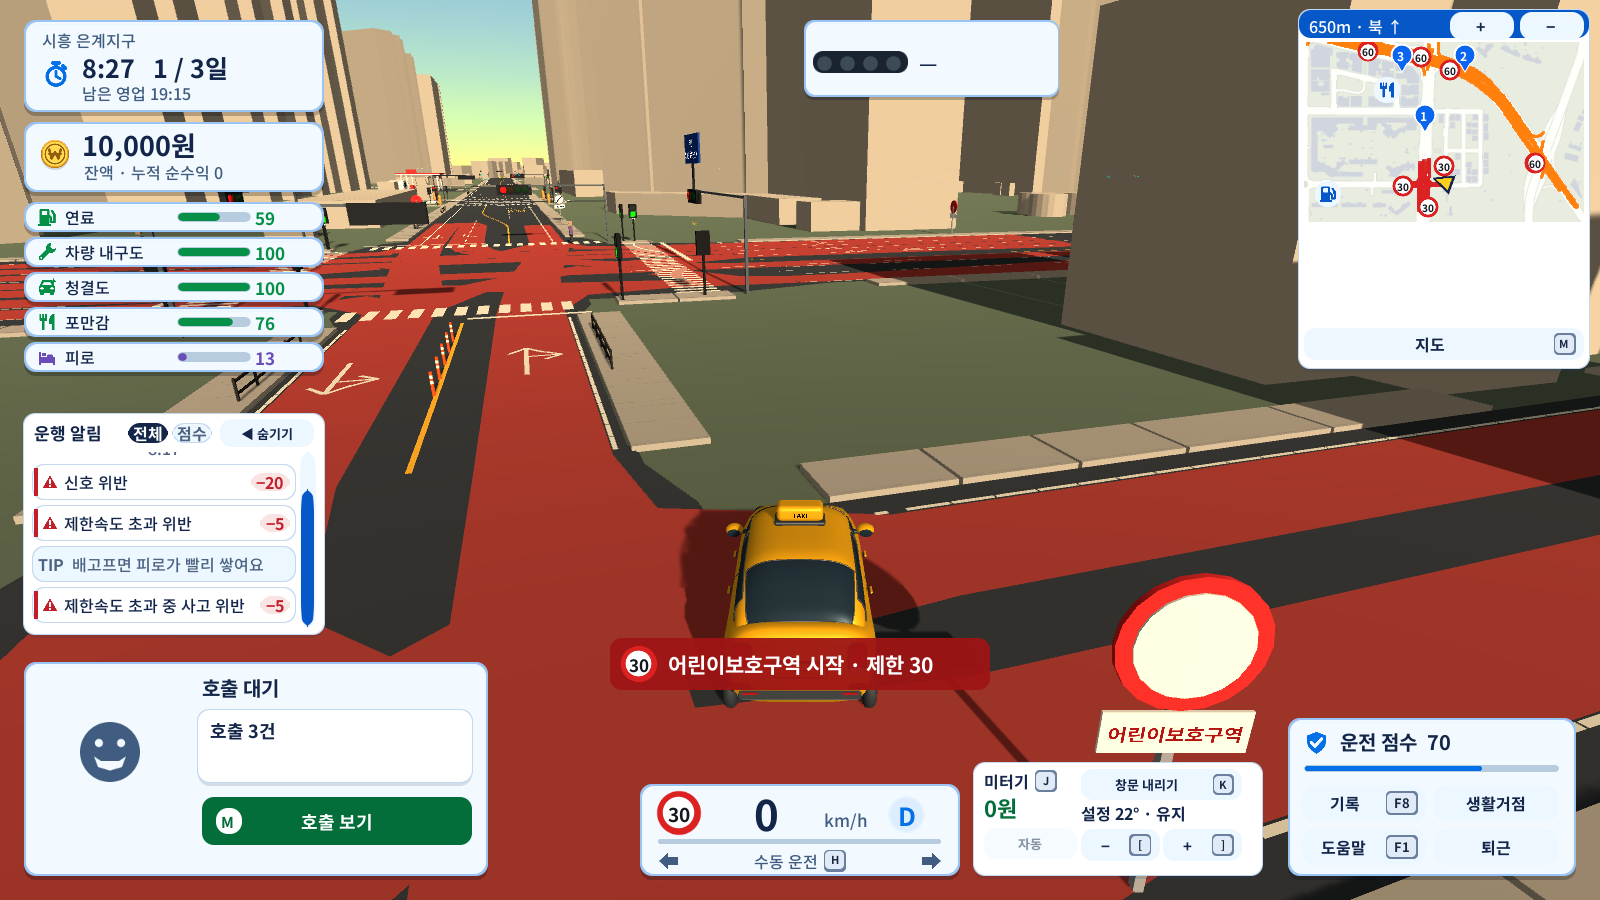 시흥 은계지구
8:27 1 / 3일
남은 영업 19:15
10,000원
잔액 · 누적 순수익 0
연료 59
차량 내구도 100
청결도 100
포만감 76
피로 13
운행 알림 전체 점수 ◀ 숨기기
신호 위반 −20
제한속도 초과 위반 −5
TIP 배고프면 피로가 빨리 쌓여요
제한속도 초과 중 사고 위반 −5
호출 대기
호출 3건
M 호출 보기
—
650m · 북 ↑ + −
60 3 60 2 60
1
60
30 30
30
지도 M
TAXI
30 어린이보호구역 시작 · 제한 30
어린이보호구역
30 0 km/h D
수동 운전 H
미터기 J 창문 내리기 K
0원 설정 22° · 유지
자동 − [ + ]
운전 점수 70
기록 F8 생활거점
도움말 F1 퇴근